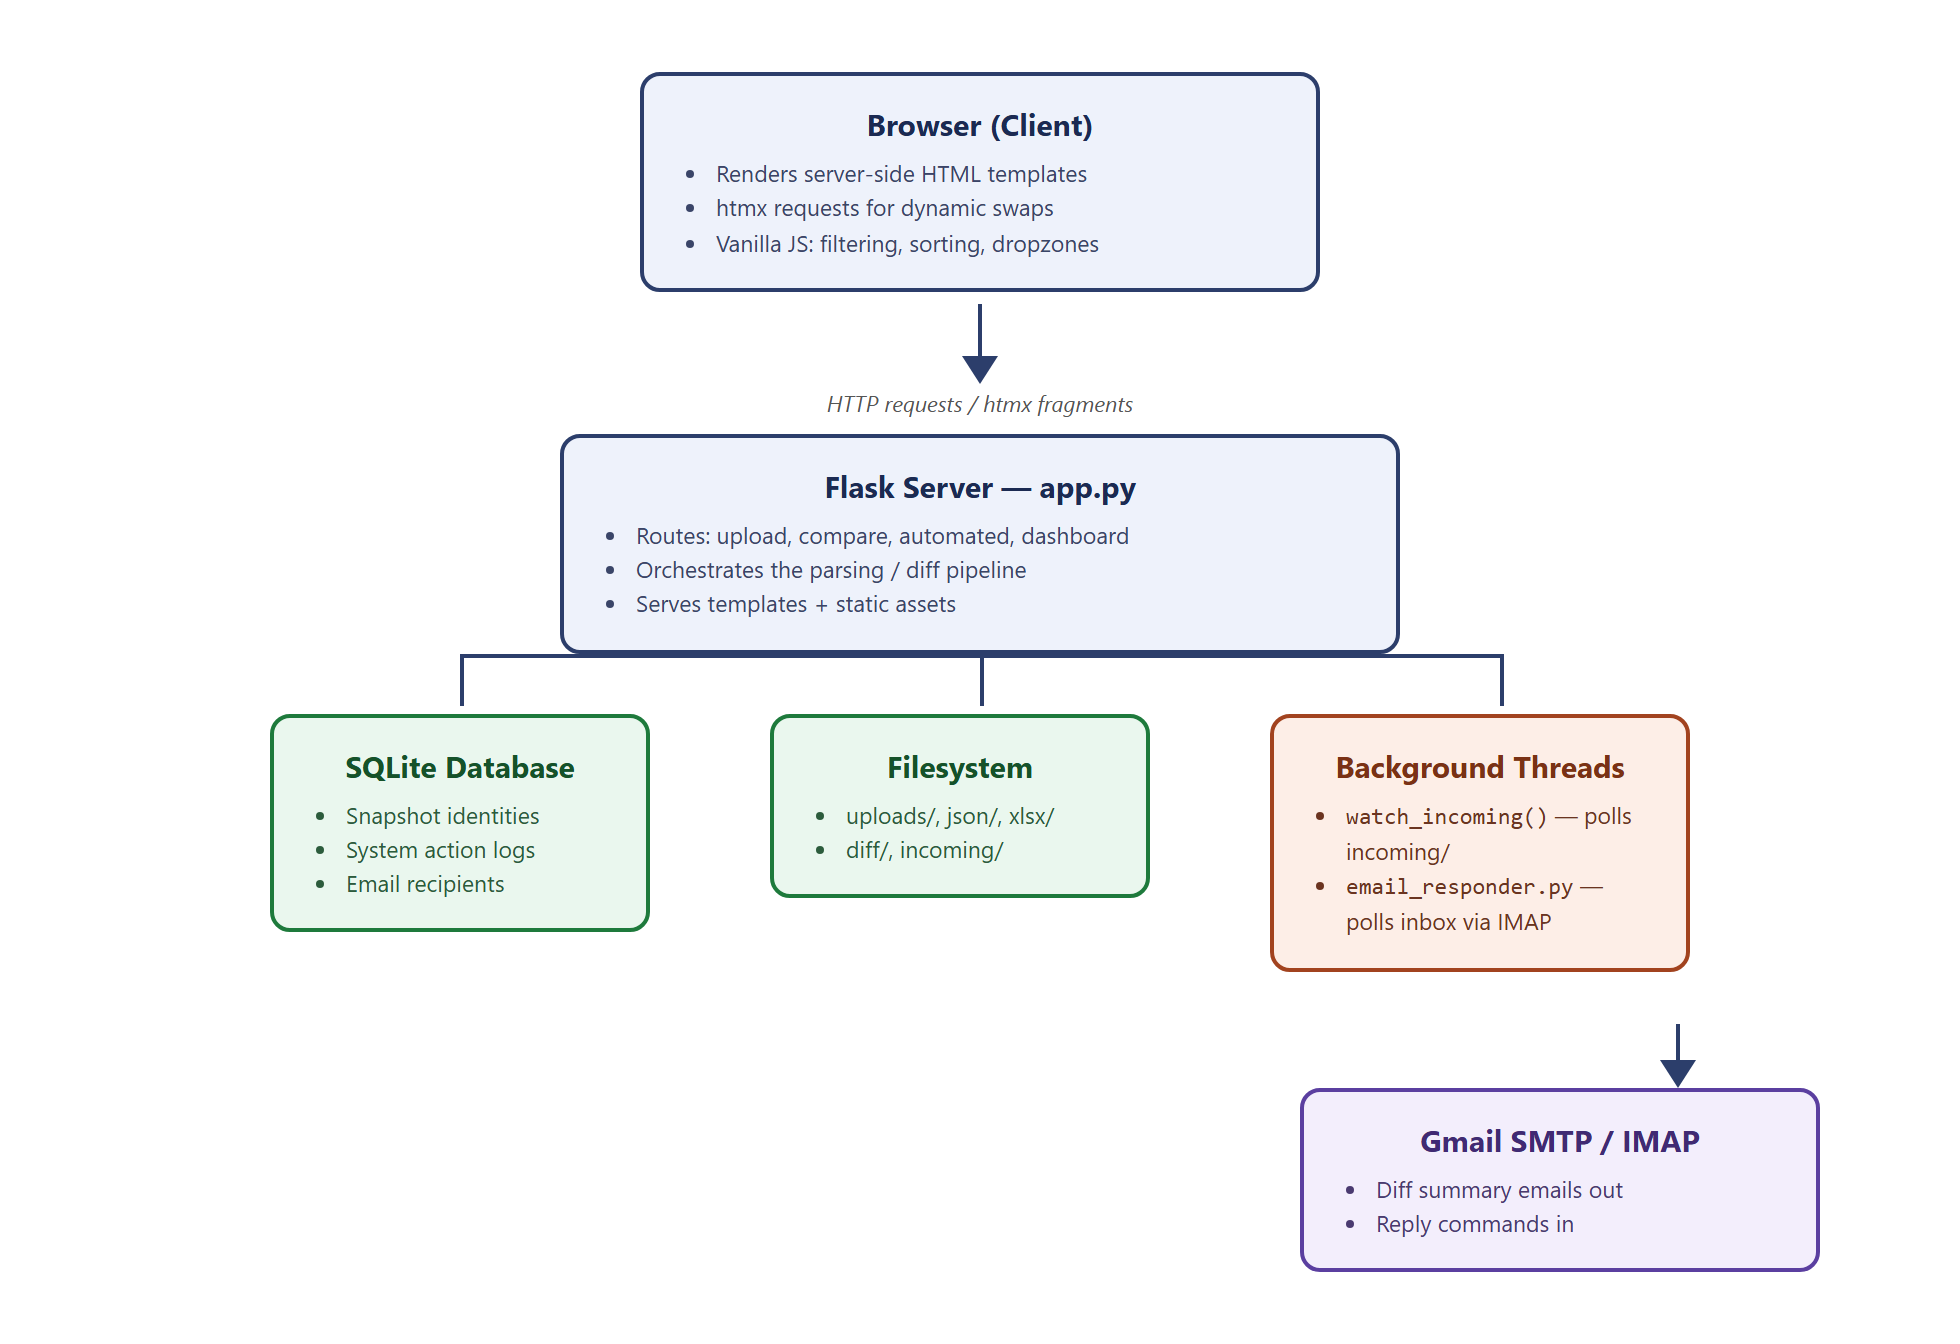 Browser (Client)
• Renders server-side HTML templates
• htmx requests for dynamic swaps
• Vanilla JS: filtering, sorting, dropzones
HTTP requests / htmx fragments
Flask Server — app.py
• Routes: upload, compare, automated, dashboard
• Orchestrates the parsing / diff pipeline
• Serves templates + static assets
SQLite Database
• Snapshot identities
• System action logs
• Email recipients
Filesystem
• uploads/, json/, xlsx/
• diff/, incoming/
Background Threads
• watch_incoming() — polls
incoming/
• email_responder.py —
polls inbox via IMAP
Gmail SMTP / IMAP
• Diff summary emails out
• Reply commands in